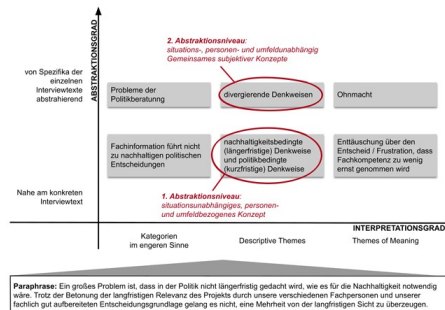 2. Abstraktionsniveau:
situations-, personen- und umfeldunabhängig
Gemeinsames subjektiver Konzepte
ABSTRAKTIONSGRAD
von Spezifika der
einzelnen
Interviewtexte
abstrahierend
Probleme der
Politikberatung
divergierende Denkweisen
Ohnmacht
Fachinformation führt nicht
zu nachhaltigen politischen
Entscheidungen
nachhaltigkeitsbedingte
(längerfristige) Denkweise
und politikbedingte
(kurzfristige) Denkweise
Enttäuschung über den
Entscheid / Frustration, dass
Fachkompetenz zu wenig
ernst genommen wird
Nahe am konkreten
Interviewtext
1. Abstraktionsniveau:
situationsunabhängiges, personen-
und umfeldbezogenes Konzept
INTERPRETATIONSGRAD
Kategorien
im engeren Sinne
Descriptive Themes
Themes of Meaning
Paraphrase: Ein großes Problem ist, dass in der Politik nicht längerfristig gedacht wird, wie es für die Nachhaltigkeit notwendig
wäre. Trotz der Betonung der langfristigen Relevanz des Projekts durch unsere verschiedenen Fachpersonen und unserer
fachlich gut aufbereiteten Entscheidungsgrundlage gelang es nicht, eine Mehrheit von der langfristigen Sicht zu überzeugen.